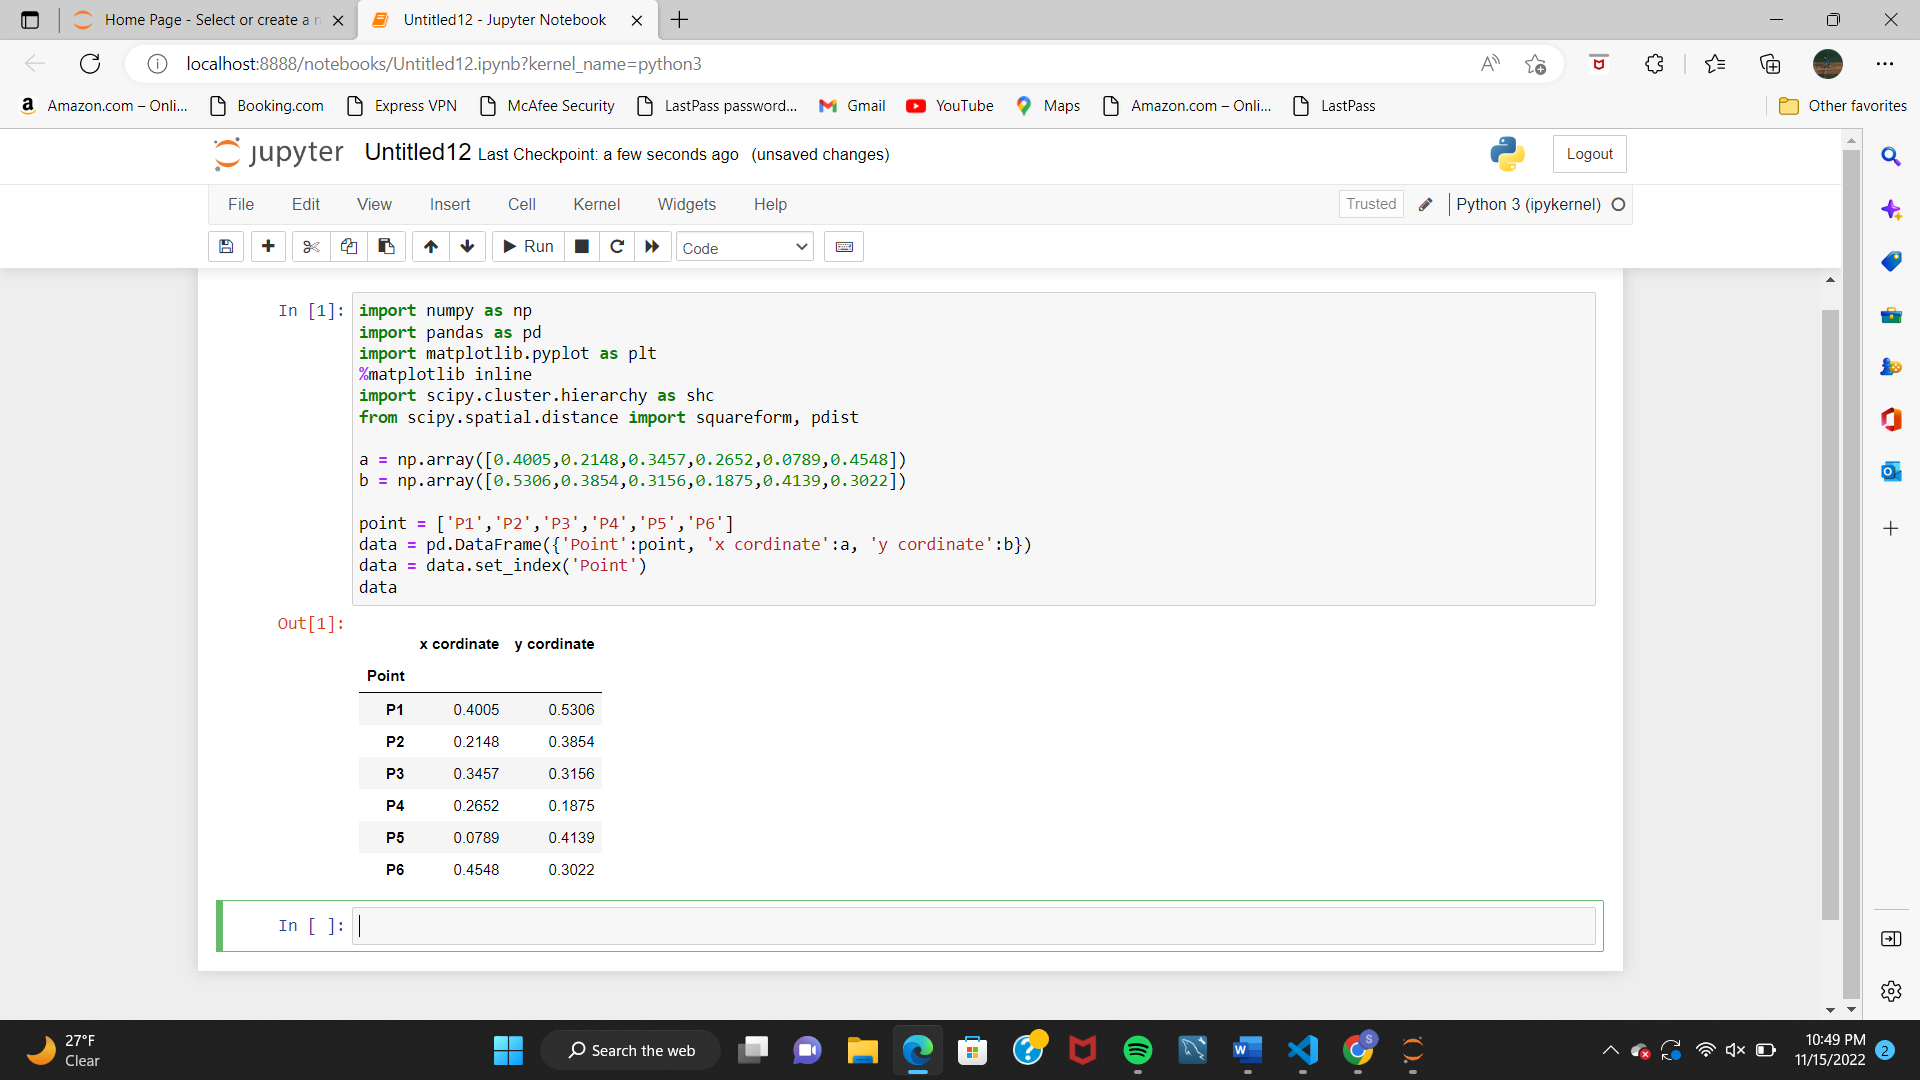 Home Page - Select or create a n
Untitled12 - Jupyter Notebook
localhost:8888/notebooks/Untitled12.ipynb?kernel_name=python3
Amazon.com – Onli...
Booking.com
Express VPN
McAfee Security
LastPass password...
Gmail
YouTube
Maps
Amazon.com – Onli...
LastPass
Other favorites
jupyter Untitled12 Last Checkpoint: a few seconds ago (unsaved changes)
Logout
File Edit View Insert Cell Kernel Widgets Help
Trusted
Python 3 (ipykernel)
Run
Code
In [1]:
import numpy as np
import pandas as pd
import matplotlib.pyplot as plt
%matplotlib inline
import scipy.cluster.hierarchy as shc
from scipy.spatial.distance import squareform, pdist
a = np.array([0.4005,0.2148,0.3457,0.2652,0.0789,0.4548])
b = np.array([0.5306,0.3854,0.3156,0.1875,0.4139,0.3022])
point = ['P1','P2','P3','P4','P5','P6']
data = pd.DataFrame({'Point':point, 'x cordinate':a, 'y cordinate':b})
data = data.set_index('Point')
data
Out[1]:
x cordinate y cordinate
Point
P1 0.4005 0.5306
P2 0.2148 0.3854
P3 0.3457 0.3156
P4 0.2652 0.1875
P5 0.0789 0.4139
P6 0.4548 0.3022
In [ ]:
27°F
Clear
Search the web
S
10:49 PM
11/15/2022
2